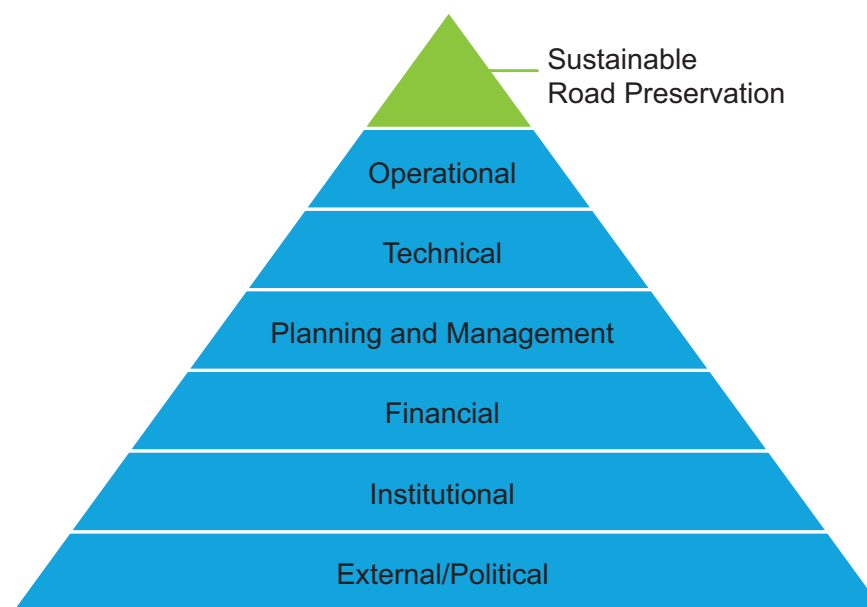 Sustainable
Road Preservation
Operational
Technical
Planning and Management
Financial
Institutional
External/Political